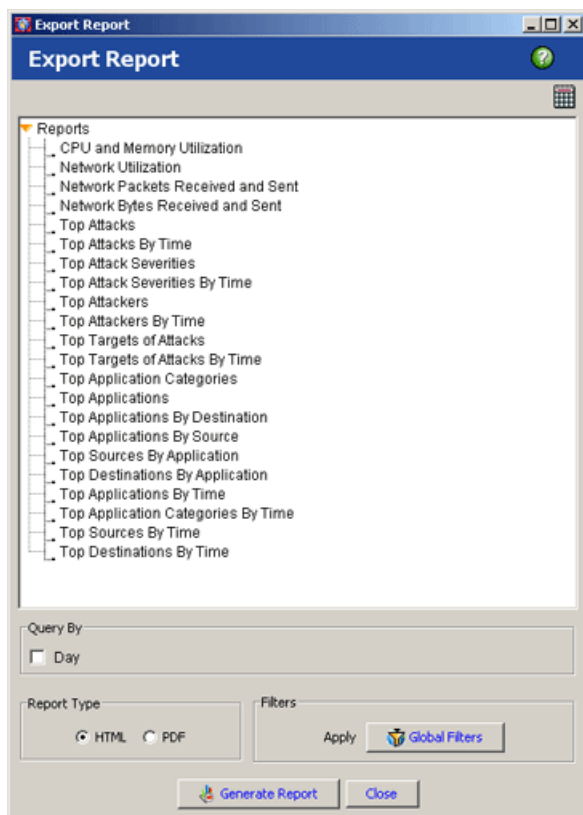 Export Report
Export Report
?
Reports
CPU and Memory Utilization
Network Utilization
Network Packets Received and Sent
Network Bytes Received and Sent
Top Attacks
Top Attacks By Time
Top Attack Severities
Top Attack Severities By Time
Top Attackers
Top Attackers By Time
Top Targets of Attacks
Top Targets of Attacks By Time
Top Application Categories
Top Applications
Top Applications By Destination
Top Applications By Source
Top Sources By Application
Top Destinations By Application
Top Applications By Time
Top Application Categories By Time
Top Sources By Time
Top Destinations By Time
Query By
Day
Report Type
HTML PDF
Filters
Apply Global Filters
Generate Report Close